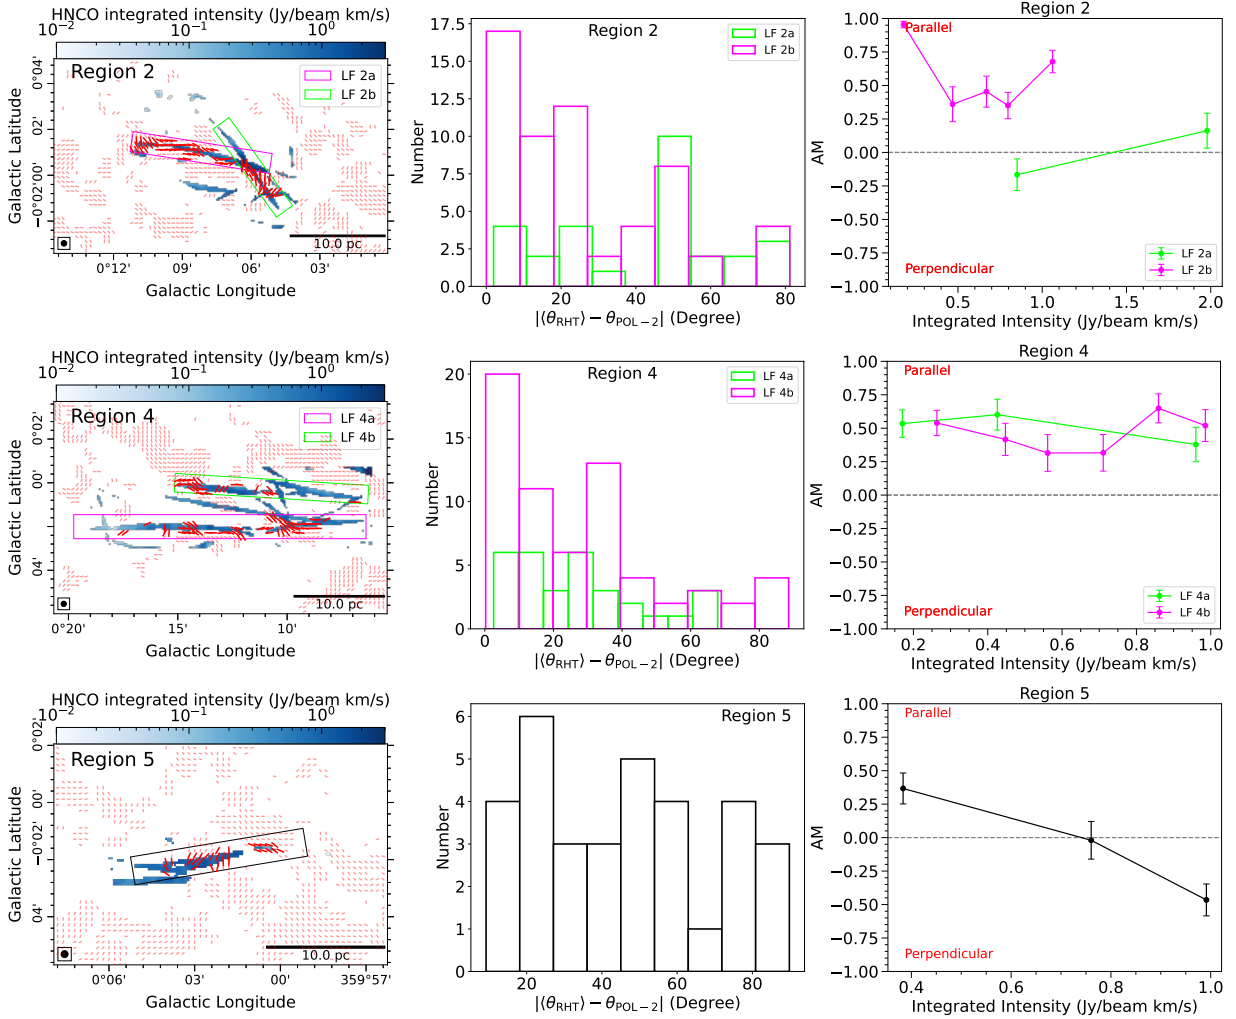 HNCO integrated intensity (Jy/beam km/s)
10⁻² 10⁻¹ 10⁰
Region 2
LF 2a
LF 2b
0°04'
02'
00'
−0°02'00'
Galactic Latitude
10.0 pc
0°12' 09' 06' 03'
Galactic Longitude
Region 2
LF 2a
LF 2b
17.5
15.0
12.5
10.0
7.5
5.0
2.5
0.0
Number
0 20 40 60 80
|⟨θRHT⟩ − θPOL−2| (Degree)
Region 2
Parallel
LF 2a
LF 2b
Perpendicular
1.00
0.75
0.50
0.25
0.00
−0.25
−0.50
−0.75
−1.00
AM
0.5 1.0 1.5 2.0
Integrated Intensity (Jy/beam km/s)
HNCO integrated intensity (Jy/beam km/s)
10⁻² 10⁻¹ 10⁰
Region 4
LF 4a
LF 4b
0°02'
00'
−0°02'
04'
Galactic Latitude
10.0 pc
0°20' 15' 10'
Galactic Longitude
Region 4
LF 4a
LF 4b
20
15
10
5
0
Number
0 20 40 60 80
|⟨θRHT⟩ − θPOL−2| (Degree)
Region 4
Parallel
Perpendicular
LF 4a
LF 4b
1.00
0.75
0.50
0.25
0.00
−0.25
−0.50
−0.75
−1.00
AM
0.2 0.4 0.6 0.8 1.0
Integrated Intensity (Jy/beam km/s)
HNCO integrated intensity (Jy/beam km/s)
10⁻² 10⁻¹ 10⁰
Region 5
0°02'
00'
−0°02'
04'
Galactic Latitude
10.0 pc
0°06' 03' 00' 359°57'
Galactic Longitude
Region 5
6
5
4
3
2
1
0
Number
20 40 60 80
|⟨θRHT⟩ − θPOL−2| (Degree)
Region 5
Parallel
Perpendicular
1.00
0.75
0.50
0.25
0.00
−0.25
−0.50
−0.75
−1.00
AM
0.4 0.6 0.8 1.0
Integrated Intensity (Jy/beam km/s)